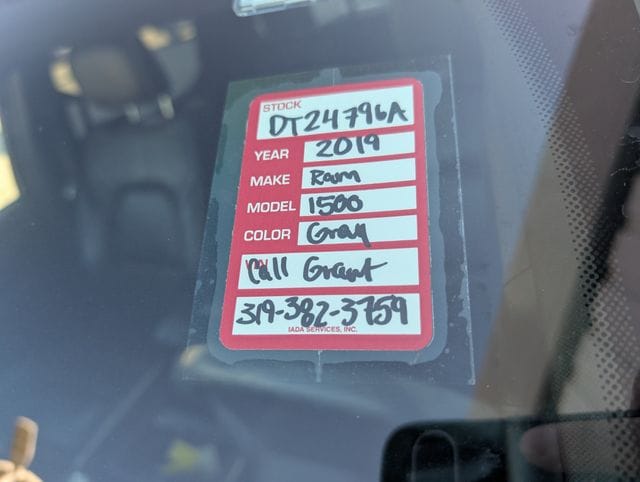 STOCK
DT24796A
YEAR 2019
MAKE Ram
MODEL 1500
COLOR Gray
Call Grant
319-382-3759
IADA SERVICES, INC.